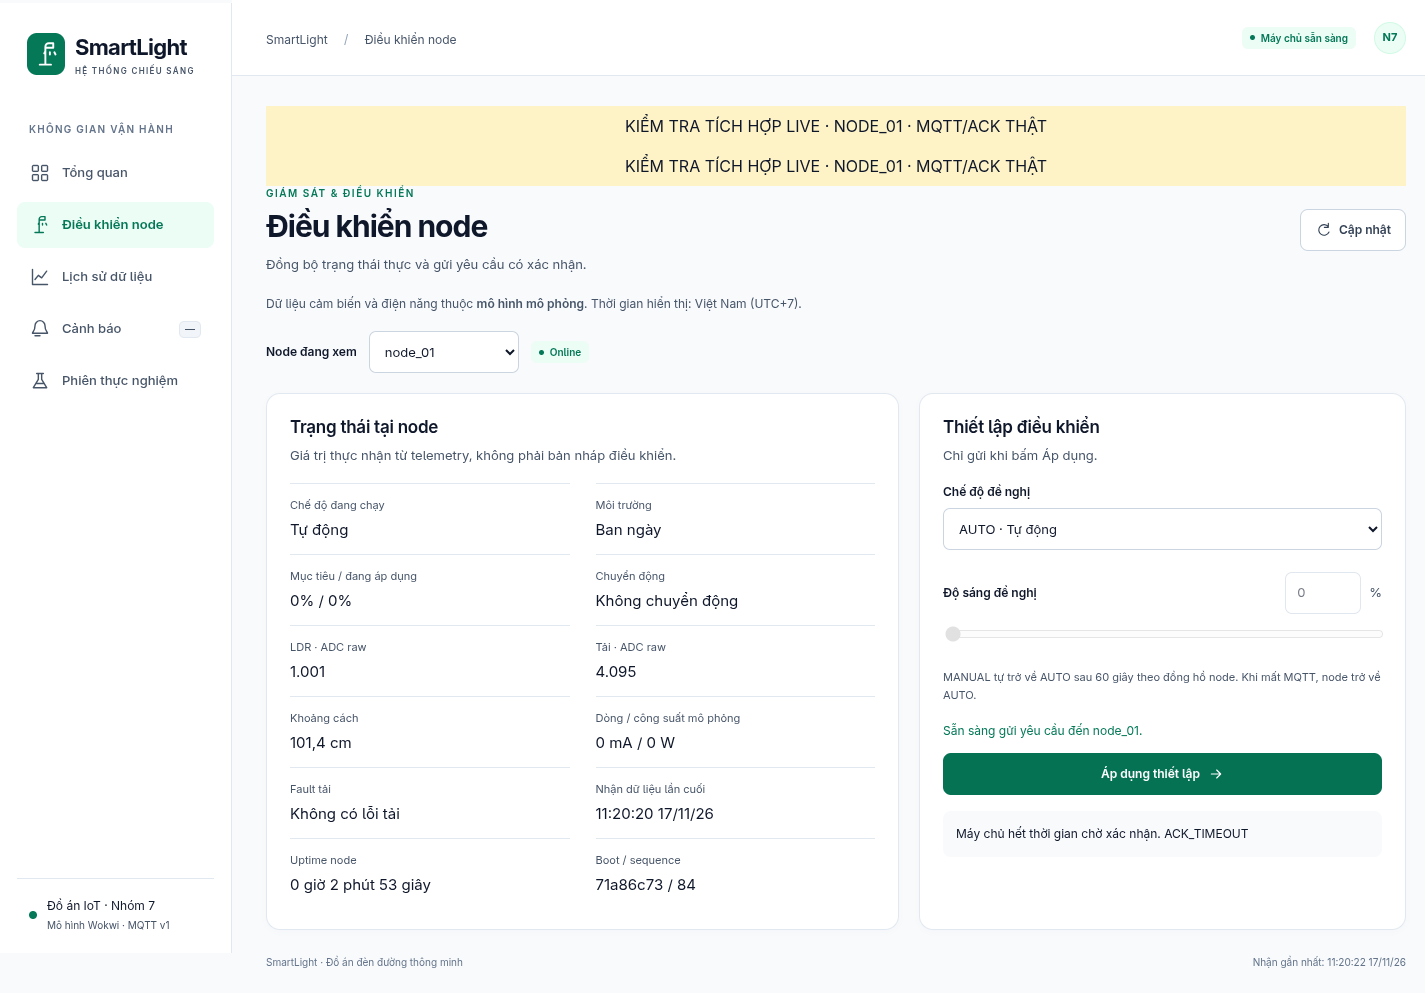 SmartLight
HỆ THỐNG CHIẾU SÁNG
KHÔNG GIAN VẬN HÀNH
Tổng quan
Điều khiển node
Lịch sử dữ liệu
Cảnh báo
—
Phiên thực nghiệm
Đồ án IoT · Nhóm 7
Mô hình Wokwi · MQTT v1
SmartLight / Điều khiển node
Máy chủ sẵn sàng
N7
KIỂM TRA TÍCH HỢP LIVE · NODE_01 · MQTT/ACK THẬT
KIỂM TRA TÍCH HỢP LIVE · NODE_01 · MQTT/ACK THẬT
GIÁM SÁT & ĐIỀU KHIỂN
Điều khiển node
Cập nhật
Đồng bộ trạng thái thực và gửi yêu cầu có xác nhận.
Dữ liệu cảm biến và điện năng thuộc mô hình mô phỏng. Thời gian hiển thị: Việt Nam (UTC+7).
Node đang xem
node_01
Online
Trạng thái tại node
Giá trị thực nhận từ telemetry, không phải bản nháp điều khiển.
Chế độ đang chạy
Tự động
Môi trường
Ban ngày
Mục tiêu / đang áp dụng
0% / 0%
Chuyển động
Không chuyển động
LDR · ADC raw
1.001
Tải · ADC raw
4.095
Khoảng cách
101,4 cm
Dòng / công suất mô phỏng
0 mA / 0 W
Fault tải
Không có lỗi tải
Nhận dữ liệu lần cuối
11:20:20 17/11/26
Uptime node
0 giờ 2 phút 53 giây
Boot / sequence
71a86c73 / 84
Thiết lập điều khiển
Chỉ gửi khi bấm Áp dụng.
Chế độ đề nghị
AUTO · Tự động
Độ sáng đề nghị
0
%
MANUAL tự trở về AUTO sau 60 giây theo đồng hồ node. Khi mất MQTT, node trở về
AUTO.
Sẵn sàng gửi yêu cầu đến node_01.
Áp dụng thiết lập
Máy chủ hết thời gian chờ xác nhận. ACK_TIMEOUT
SmartLight · Đồ án đèn đường thông minh
Nhận gần nhất: 11:20:22 17/11/26